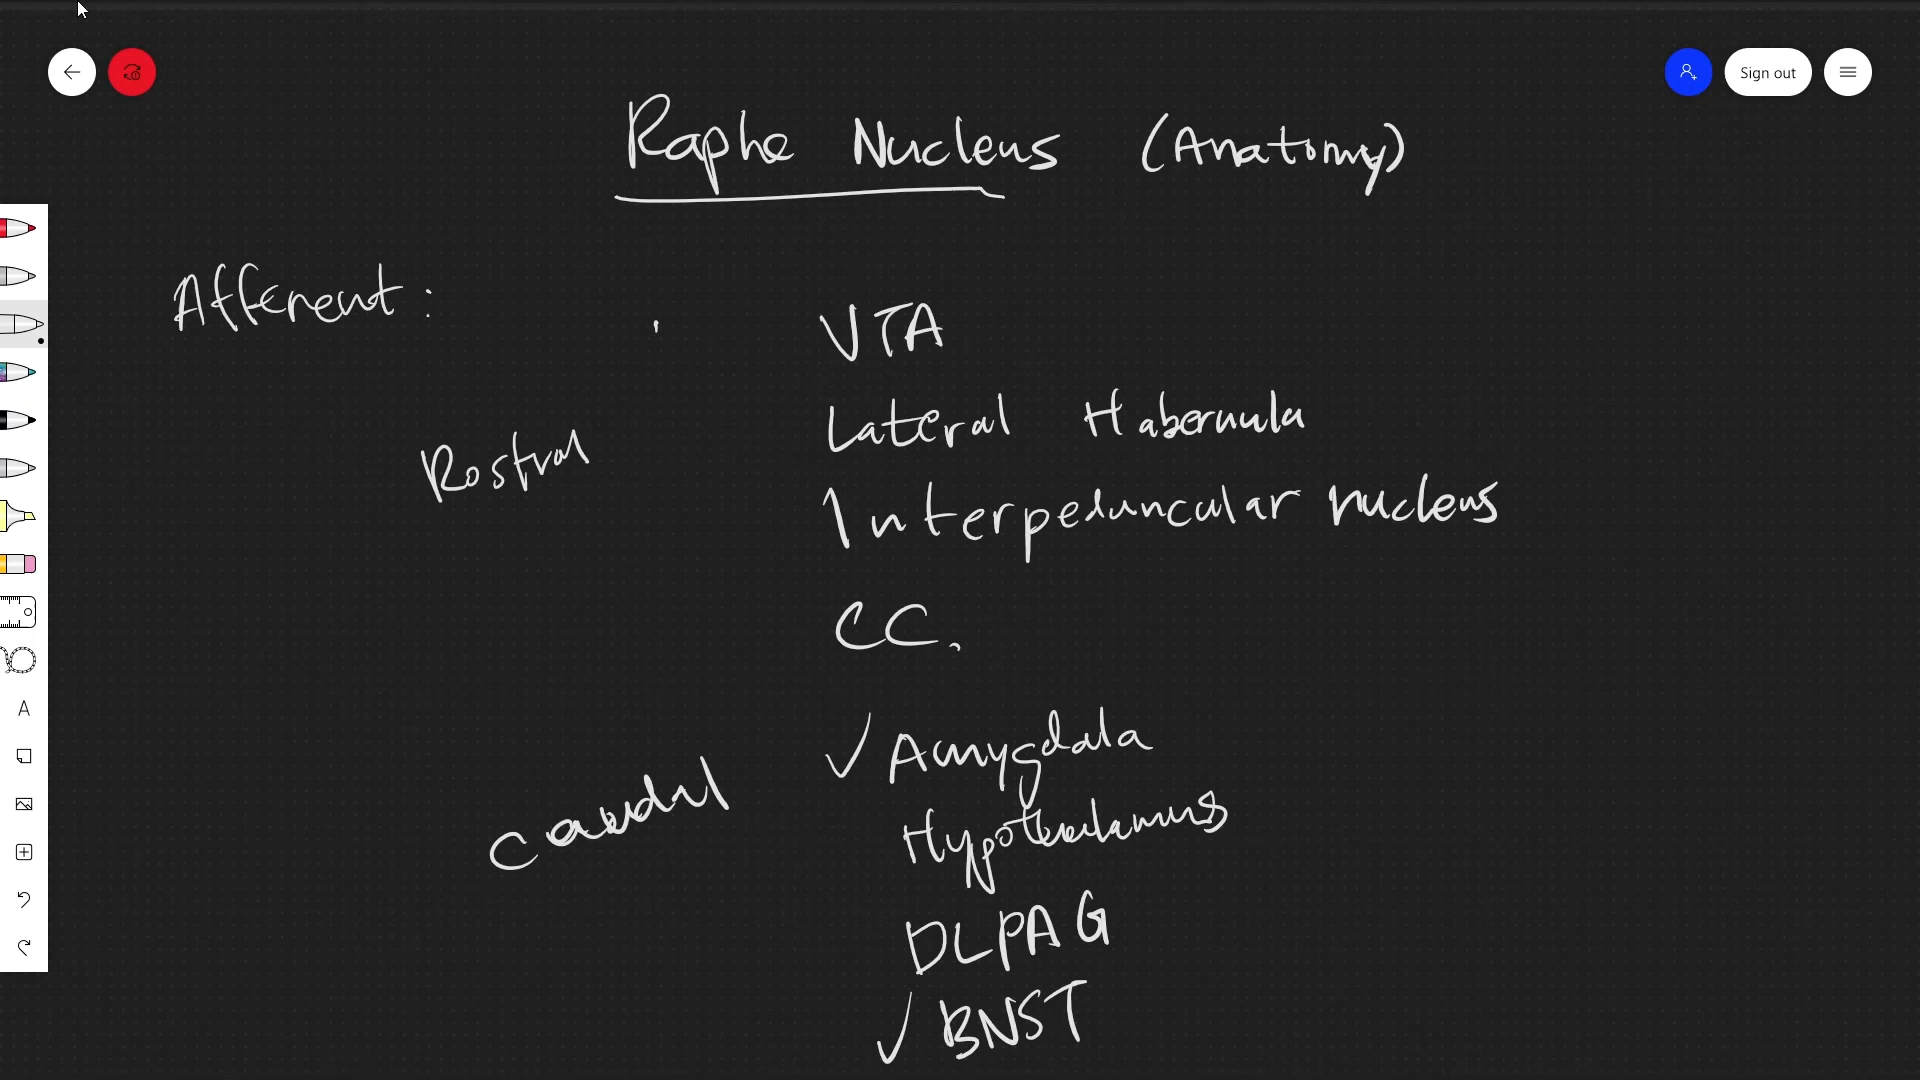 Sign out
Raphe Nucleus (Anatomy)
Afferent :
VTA
Rostral
Lateral Habenula
Interpeduncular nucleus
CC.
Caudal
✓ Amygdala
Hypothalamus
DLPAG
✓ BNST
A